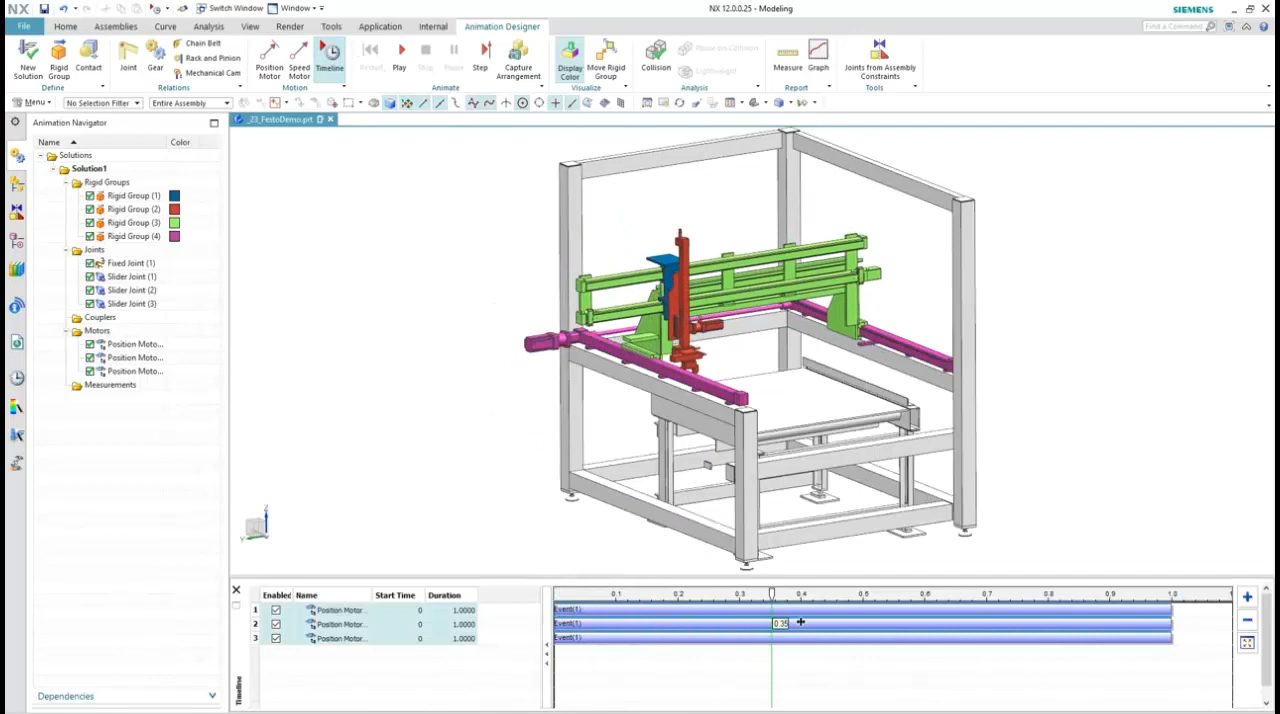 NX
Switch Window
Window
NX 12.0.0.25 - Modeling
SIEMENS
File
Home
Assemblies
Curve
Analysis
View
Render
Tools
Application
Internal
Animation Designer
Find a Command
New Solution
Rigid Group
Contact
Joint
Gear
Chain Belt
Rack and Pinion
Mechanical Cam
Position Motor
Speed Motor
Timeline
Restart
Play
Stop
Pause
Step
Capture Arrangement
Display Color
Move Rigid Group
Collision
Pause on Collision
Lightweight
Measure
Graph
Joints from Assembly Constraints
Define
Relations
Motion
Animate
Visualize
Analysis
Report
Tools
Menu
No Selection Filter
Entire Assembly
Animation Navigator
_23_FestoDemo.prt
Name
Color
Solutions
Solution1
Rigid Groups
Rigid Group (1)
Rigid Group (2)
Rigid Group (3)
Rigid Group (4)
Joints
Fixed Joint (1)
Slider Joint (1)
Slider Joint (2)
Slider Joint (3)
Couplers
Motors
Position Moto...
Position Moto...
Position Moto...
Measurements
Z
Y
Dependencies
Timeline
Enabled Name Start Time Duration
1 Position Motor... 0 1.0000
2 Position Motor... 0 1.0000
3 Position Motor... 0 1.0000
0.1 0.2 0.3 0.4 0.5 0.6 0.7 0.8 0.9 1.0
Event(1)
Event(1)
0.35
Event(1)